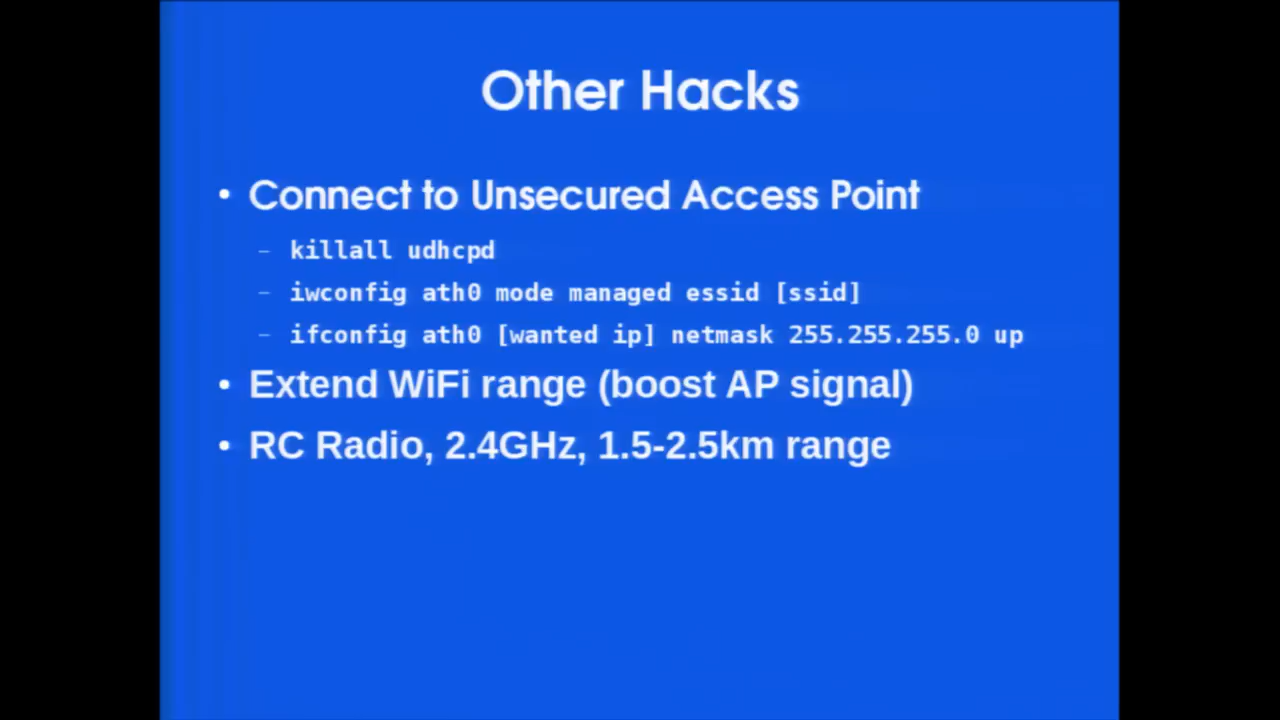 Other Hacks
• Connect to Unsecured Access Point
– killall udhcpd
– iwconfig ath0 mode managed essid [ssid]
– ifconfig ath0 [wanted ip] netmask 255.255.255.0 up
• Extend WiFi range (boost AP signal)
• RC Radio, 2.4GHz, 1.5-2.5km range